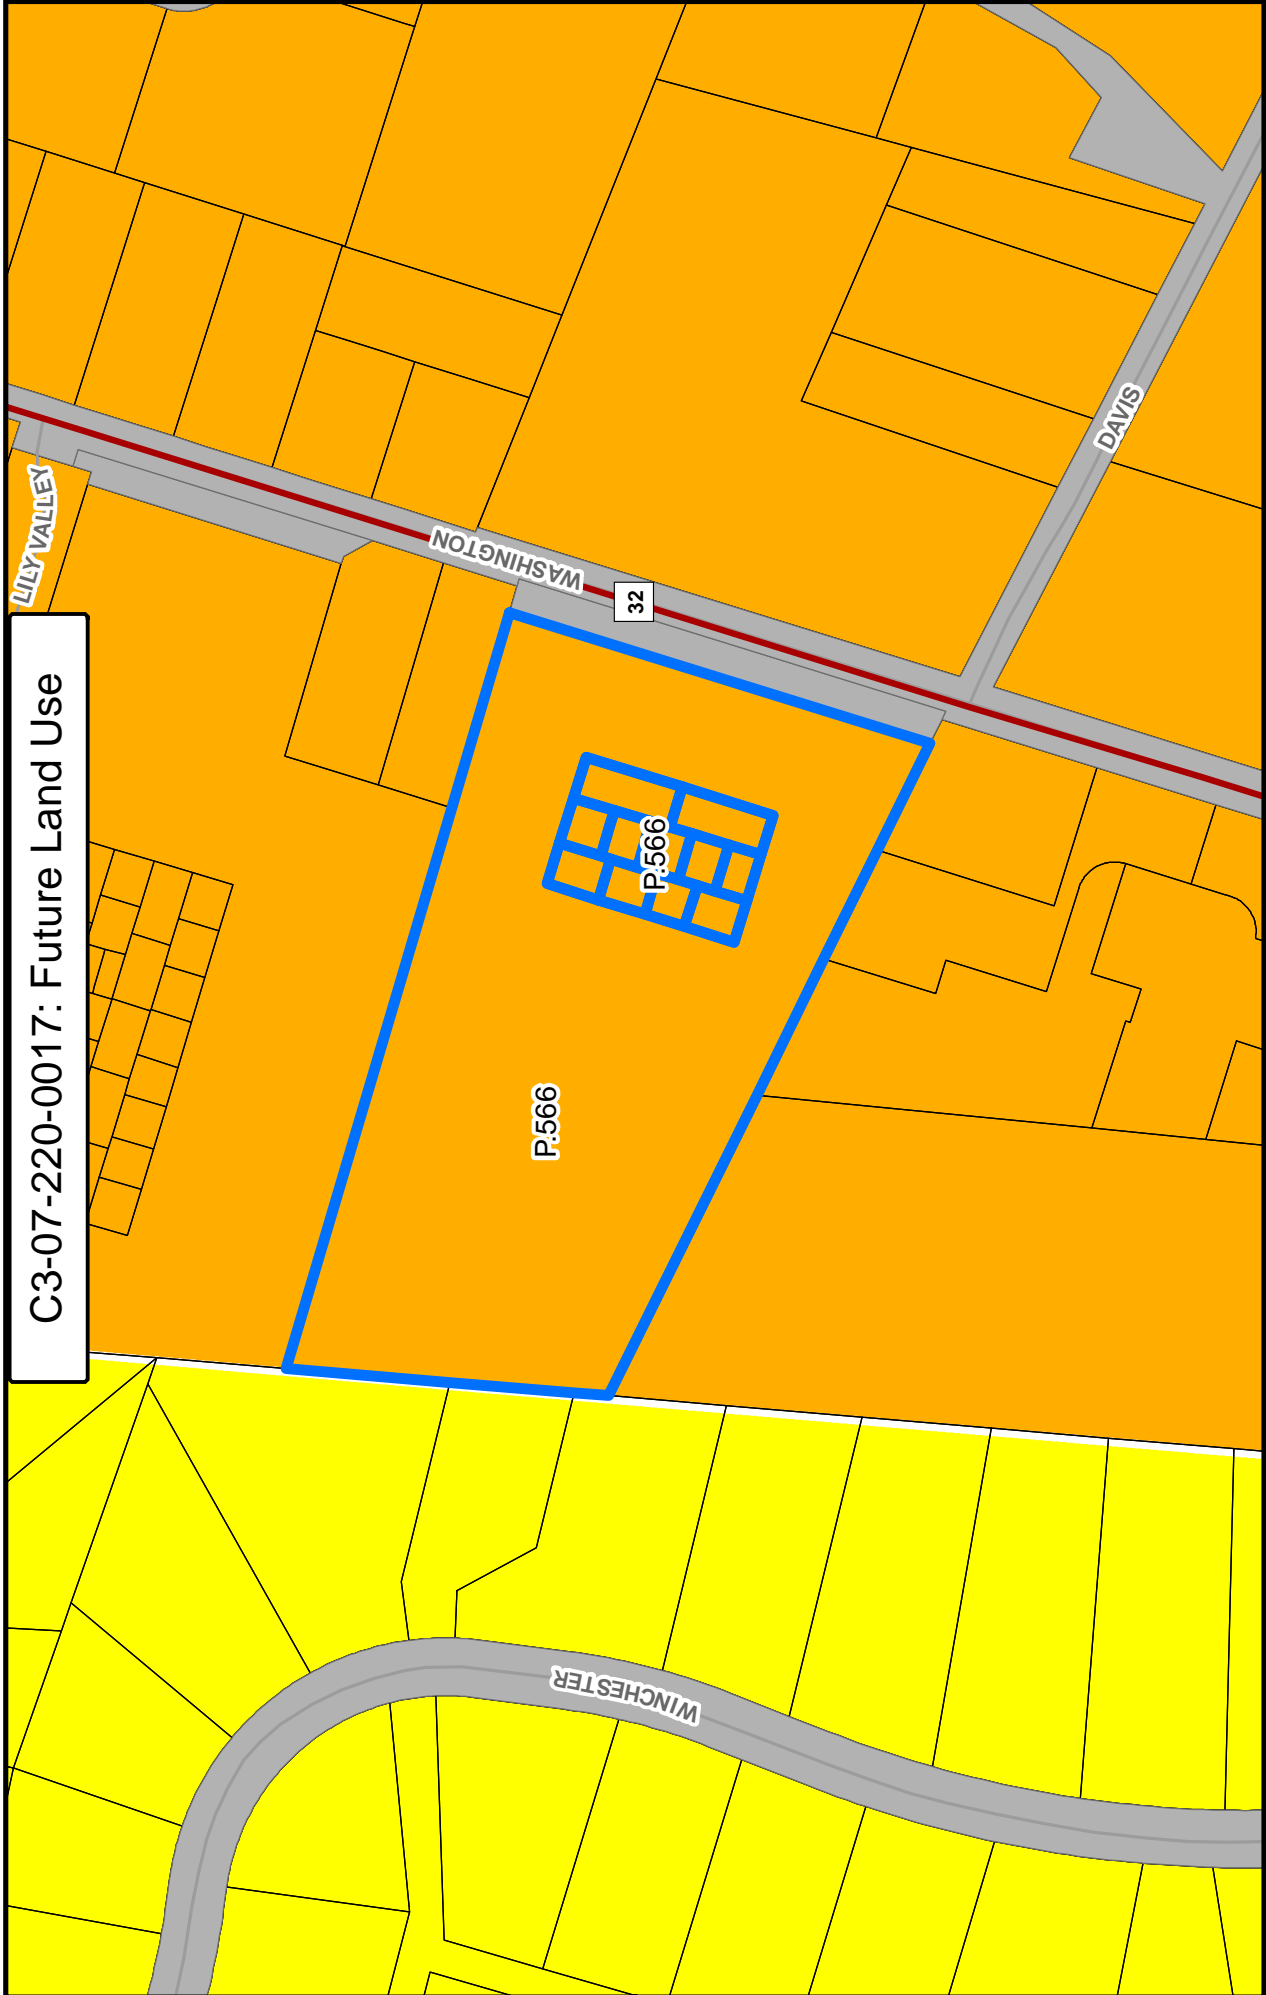 C3-07-220-0017: Future Land Use
LILY VALLEY
WASHINGTON
32
DAVIS
P.566
P.566
WINCHESTER